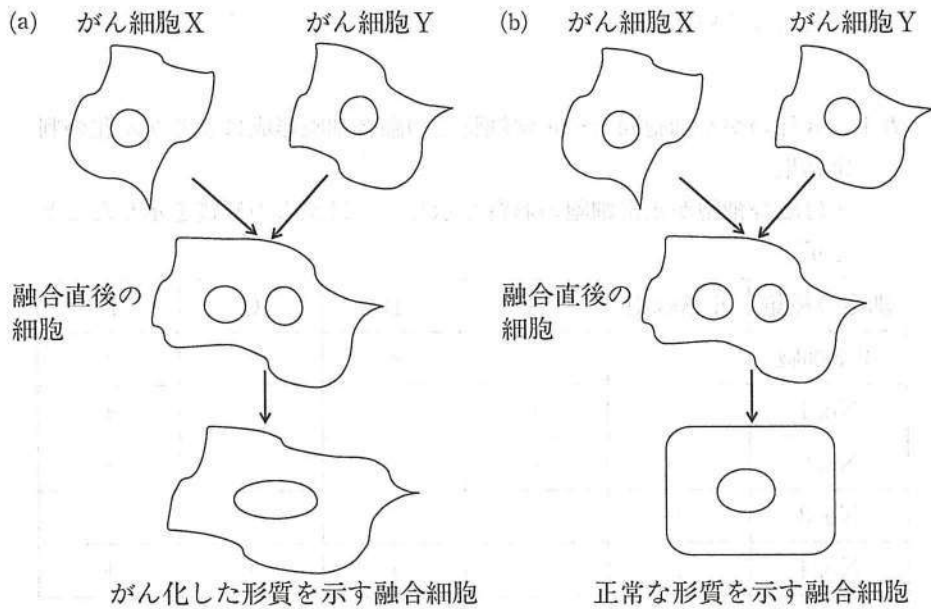 (a) がん細胞X がん細胞Y
(b) がん細胞X がん細胞Y
融合直後の
細胞
融合直後の
細胞
がん化した形質を示す融合細胞
正常な形質を示す融合細胞